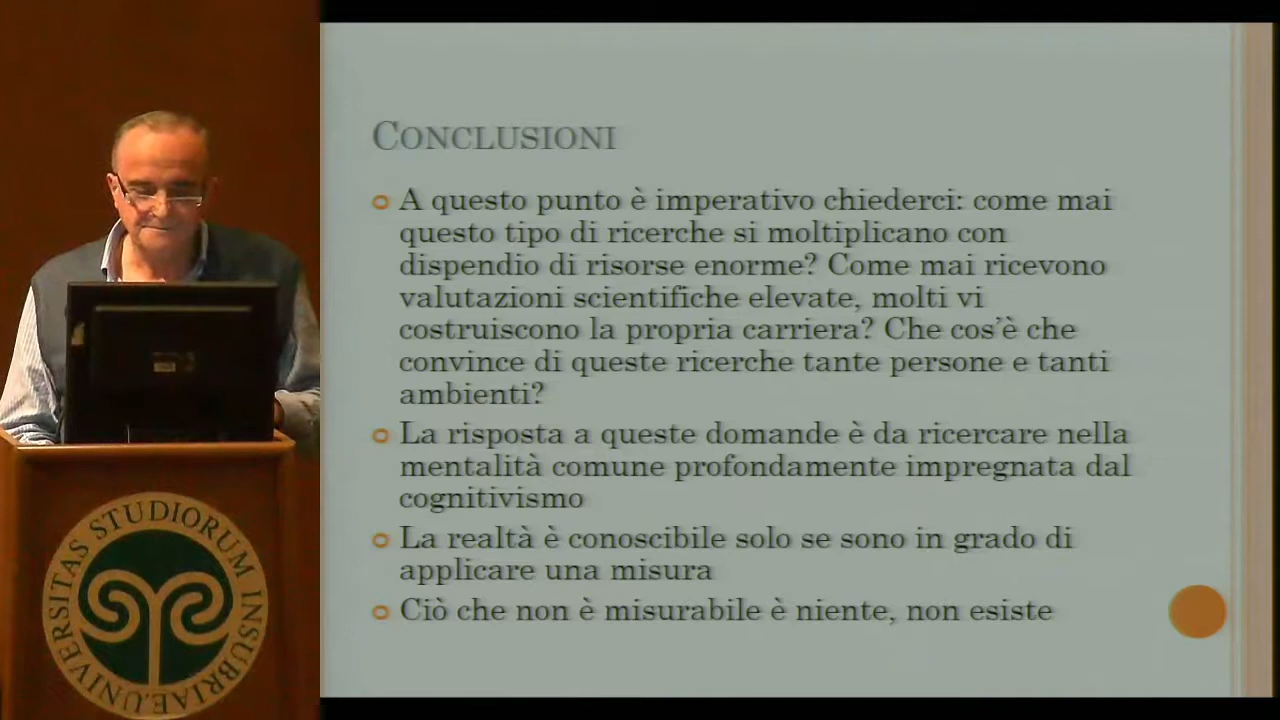 CONCLUSIONI
A questo punto è imperativo chiederci: come mai
questo tipo di ricerche si moltiplicano con
dispendio di risorse enorme? Come mai ricevono
valutazioni scientifiche elevate, molti vi
costruiscono la propria carriera? Che cos'è che
convince di queste ricerche tante persone e tanti
ambienti?
La risposta a queste domande è da ricercare nella
mentalità comune profondamente impregnata dal
cognitivismo
La realtà è conoscibile solo se sono in grado di
applicare una misura
Ciò che non è misurabile è niente, non esiste
UNIVERSITAS STUDIORUM INSUBRIAE